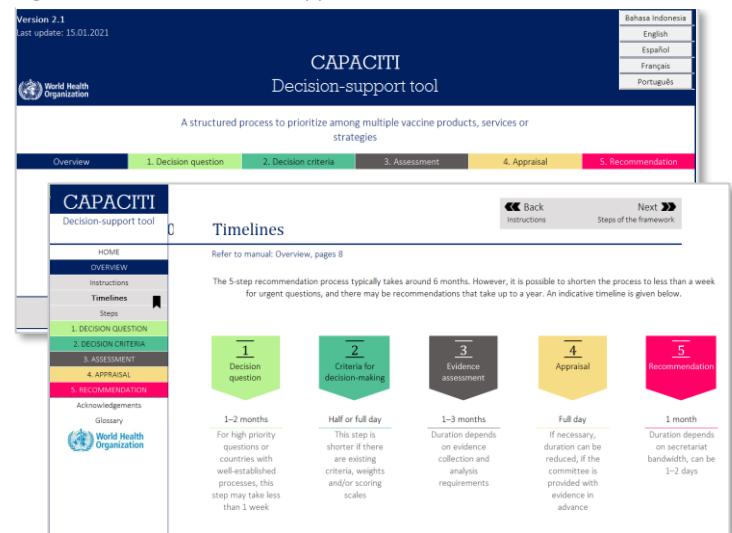 Version 2.1
Last update: 15.01.2021
Bahasa Indonesia
English
Español
Français
Português
CAPACITI
Decision-support tool
World Health
Organization
A structured process to prioritize among multiple vaccine products, services or
strategies
Overview
1. Decision question
2. Decision criteria
3. Assessment
4. Appraisal
5. Recommendation
CAPACITI
Decision-support tool
HOME
OVERVIEW
Instructions
Timelines
Steps
1. DECISION QUESTION
2. DECISION CRITERIA
3. ASSESSMENT
4. APPRAISAL
5. RECOMMENDATION
Acknowledgements
Glossary
World Health
Organization
Back
Instructions
Next
Steps of the framework
Timelines
Refer to manual: Overview, pages 8
The 5-step recommendation process typically takes around 6 months. However, it is possible to shorten the process to less than a week
for urgent questions, and there may be recommendations that take up to a year. An indicative timeline is given below.
1
Decision
question
1–2 months
For high priority
questions or
countries with
well-established
processes, this
step may take less
than 1 week
2
Criteria for
decision-making
Half or full day
This step is
shorter if there
are existing
criteria, weights
and/or scoring
scales
3
Evidence
assessment
1–3 months
Duration depends
on evidence
collection and
analysis
requirements
4
Appraisal
Full day
If necessary,
duration can be
reduced, if the
committee is
provided with
evidence in
advance
5
Recommendation
1 month
Duration depends
on secretariat
bandwidth, can be
1–2 days